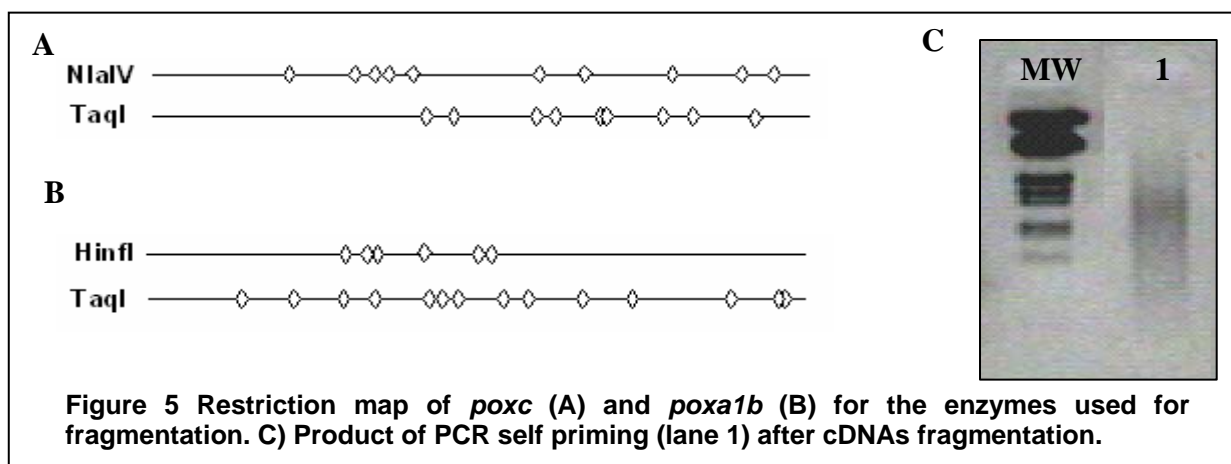 A
NlaIV
TaqI
B
HinfI
TaqI
C
MW 1
Figure 5 Restriction map of poxc (A) and poxa1b (B) for the enzymes used for
fragmentation. C) Product of PCR self priming (lane 1) after cDNAs fragmentation.